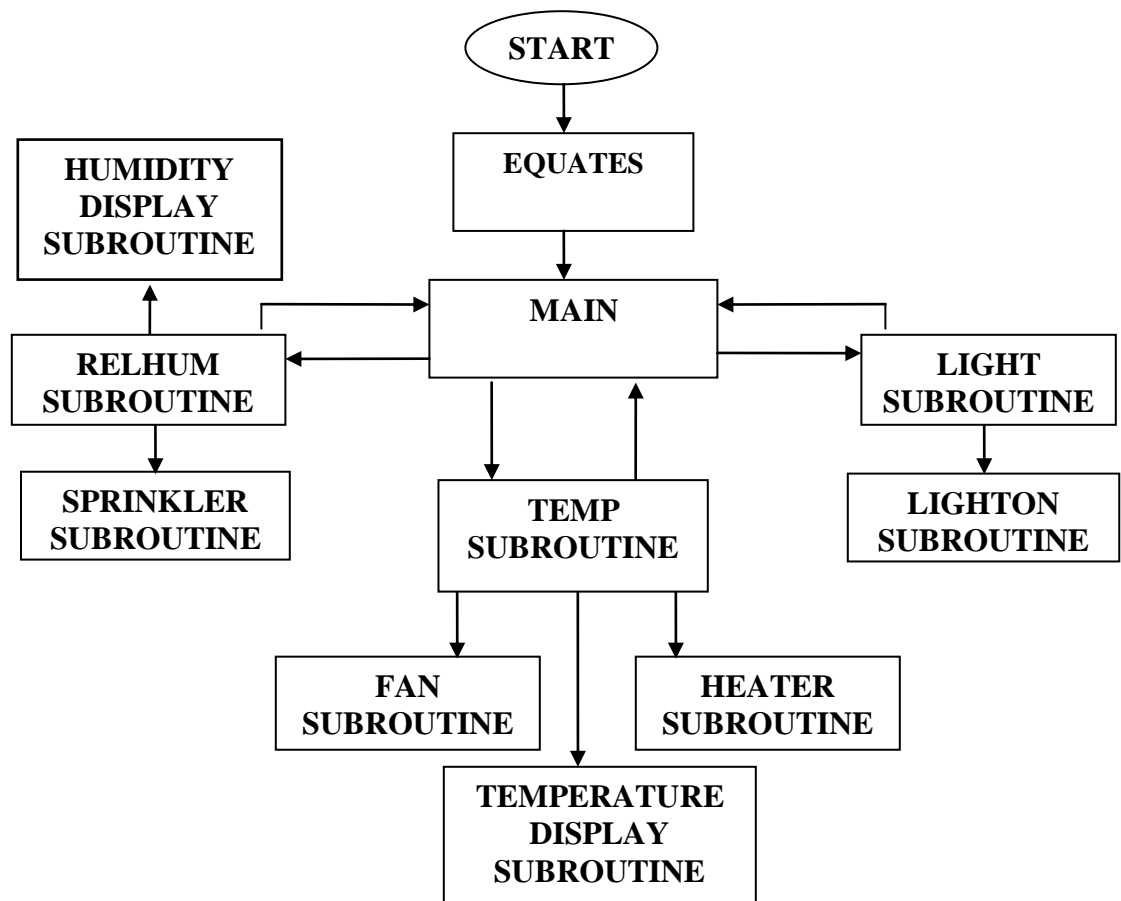 START
EQUATES
HUMIDITY
DISPLAY
SUBROUTINE
MAIN
RELHUM
SUBROUTINE
LIGHT
SUBROUTINE
SPRINKLER
SUBROUTINE
TEMP
SUBROUTINE
LIGHTON
SUBROUTINE
FAN
SUBROUTINE
HEATER
SUBROUTINE
TEMPERATURE
DISPLAY
SUBROUTINE